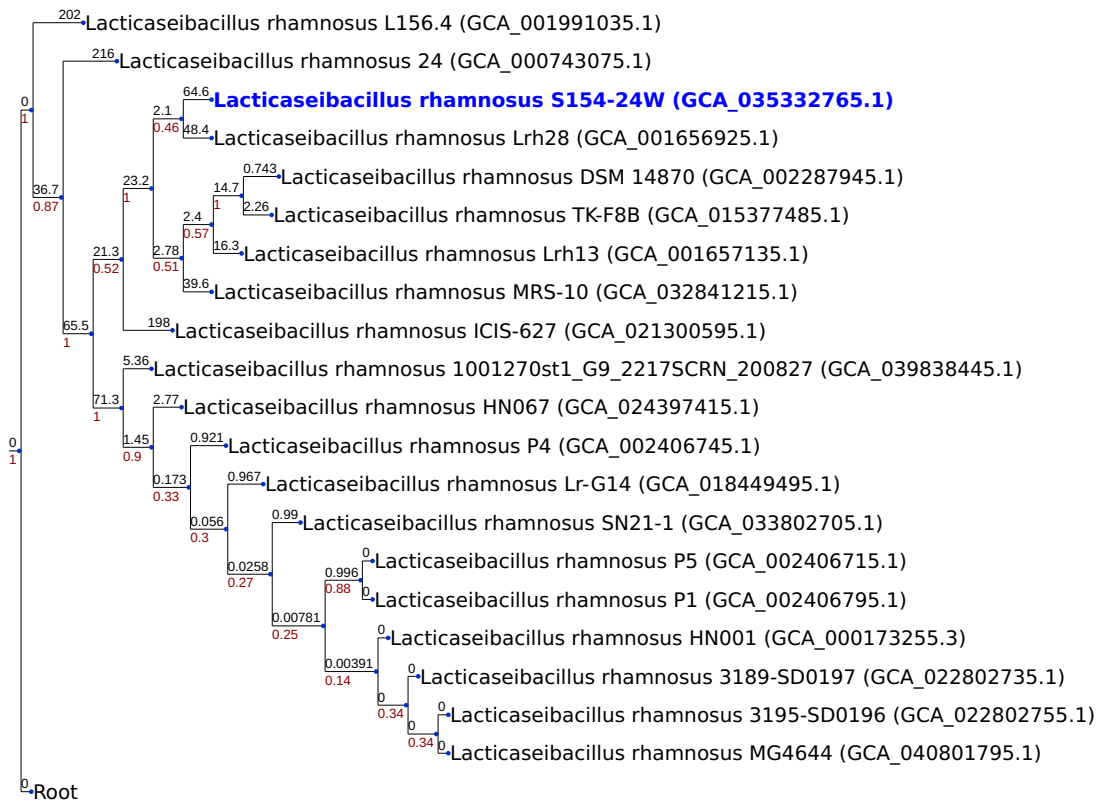 202 Lacticaseibacillus rhamnosus L156.4 (GCA_001991035.1)
216 Lacticaseibacillus rhamnosus 24 (GCA_000743075.1)
64.6 Lacticaseibacillus rhamnosus S154-24W (GCA_035332765.1)
0
1
2.1
0.46
48.4 Lacticaseibacillus rhamnosus Lrh28 (GCA_001656925.1)
0.743 Lacticaseibacillus rhamnosus DSM 14870 (GCA_002287945.1)
36.7
0.87
23.2
1
14.7
1
2.26 Lacticaseibacillus rhamnosus TK-F8B (GCA_015377485.1)
2.4
0.57
16.3 Lacticaseibacillus rhamnosus Lrh13 (GCA_001657135.1)
21.3
0.52
2.78
0.51
39.6 Lacticaseibacillus rhamnosus MRS-10 (GCA_032841215.1)
198 Lacticaseibacillus rhamnosus ICIS-627 (GCA_021300595.1)
65.5
1
5.36 Lacticaseibacillus rhamnosus 1001270st1_G9_2217SCRN_200827 (GCA_039838445.1)
71.3
1
2.77 Lacticaseibacillus rhamnosus HN067 (GCA_024397415.1)
0
1
1.45
0.9
0.921 Lacticaseibacillus rhamnosus P4 (GCA_002406745.1)
0.173
0.33
0.967 Lacticaseibacillus rhamnosus Lr-G14 (GCA_018449495.1)
0.056
0.3
0.99 Lacticaseibacillus rhamnosus SN21-1 (GCA_033802705.1)
0.0258
0.27
0 Lacticaseibacillus rhamnosus P5 (GCA_002406715.1)
0.996
0.88
0 Lacticaseibacillus rhamnosus P1 (GCA_002406795.1)
0.00781
0.25
0 Lacticaseibacillus rhamnosus HN001 (GCA_000173255.3)
0.00391
0.14
0 Lacticaseibacillus rhamnosus 3189-SD0197 (GCA_022802735.1)
0
0.34
0 Lacticaseibacillus rhamnosus 3195-SD0196 (GCA_022802755.1)
0
0.34
0 Lacticaseibacillus rhamnosus MG4644 (GCA_040801795.1)
0 Root